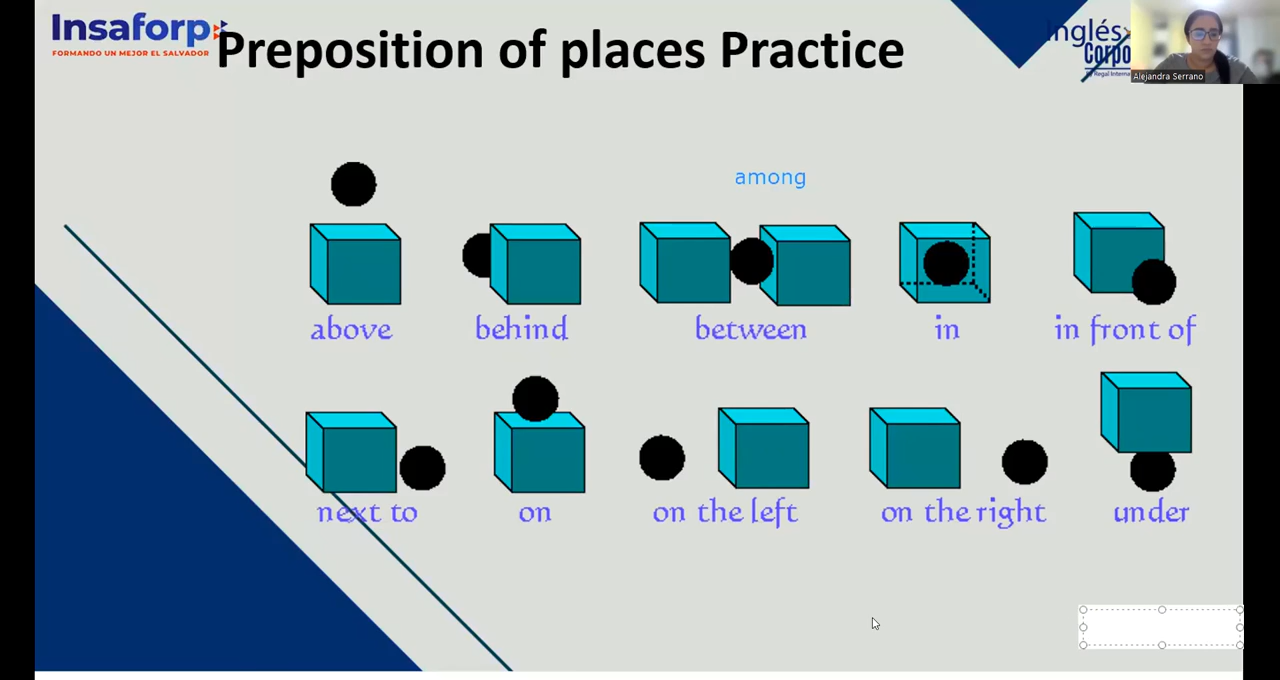 Insaforp
FORMANDO UN MEJOR EL SALVADOR
Preposition of places Practice
Inglés
Corpo
Alejandra Serrano
among
above
behind
between
in
in front of
next to
on
on the left
on the right
under